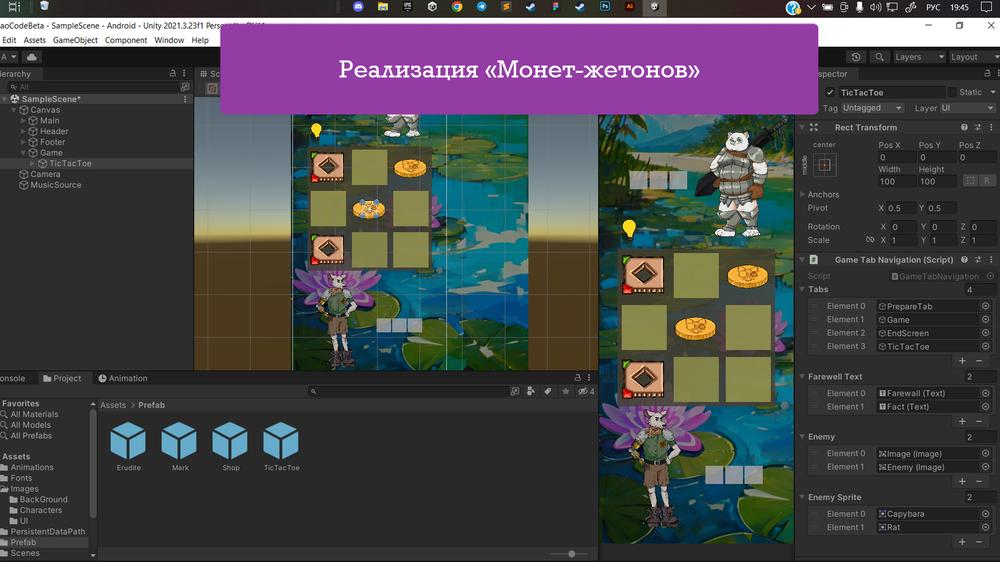 РУС
19:45
aoCodeBeta - SampleScene - Android - Unity 2021.3.23f1
Edit Assets GameObject Component Window Help
Реализация «Монет-жетонов»
A
Layers
Layout
ierarchy
All
SampleScene*
Canvas
Main
Header
Footer
Game
TicTacToe
Camera
MusicSource
Sc
spector
TicTacToe
Static
Tag Untagged Layer UI
Rect Transform
center
middle
Pos X Pos Y Pos Z
0 0 0
Width Height
100 100
R
Anchors
Pivot X 0.5 Y 0.5
Rotation X 0 Y 0 Z 0
Scale X 1 Y 1 Z 1
Game Tab Navigation (Script)
Script GameTabNavigation
Tabs 4
Element 0 PrepareTab
Element 1 Game
Element 2 EndScreen
Element 3 TicTacToe
Farewell Text 2
Element 0 Farewall (Text)
Element 1 Fact (Text)
Enemy 2
Element 0 Image (Image)
Element 1 Enemy (Image)
Enemy Sprite 2
Element 0 Capybara
Element 1 Rat
onsole
Project
Animation
4
Favorites
All Materials
All Models
All Prefabs
Assets
Animations
Fonts
Images
BackGround
Characters
UI
PersistentDataPath
Prefab
Scenes
Assets > Prefab
Erudite
Mark
Shop
TicTacToe